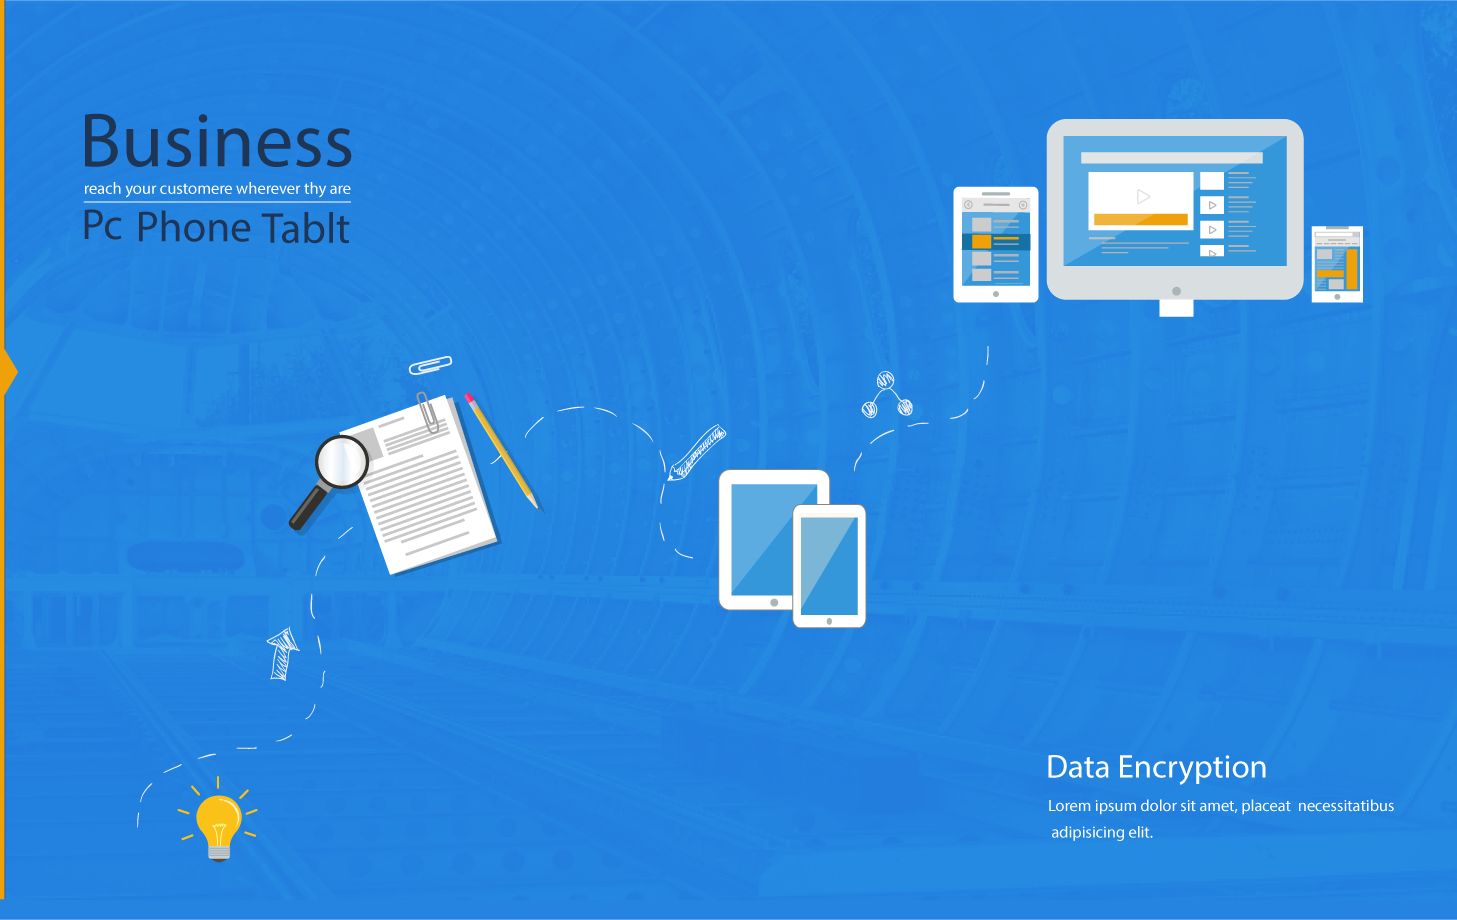 Business
reach your customere wherever thy are
Pc Phone Tablt
Data Encryption
Lorem ipsum dolor sit amet, placeat necessitatibus
adipisicing elit.